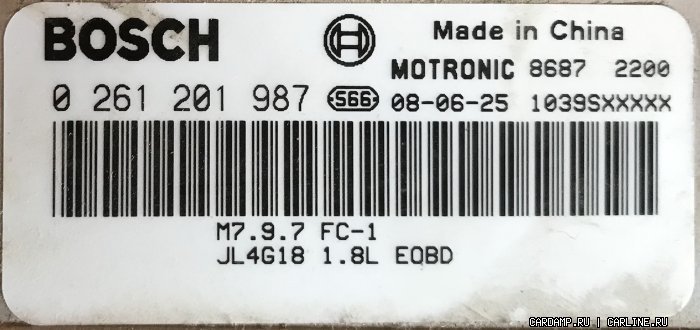 BOSCH Made in China
MOTRONIC 8687 2200
0 261 201 987 S66 08-06-25 1039SXXXXX
M7.9.7 FC-1
JL4G18 1.8L EOBD
CARDAMP.RU | CARLINE.RU